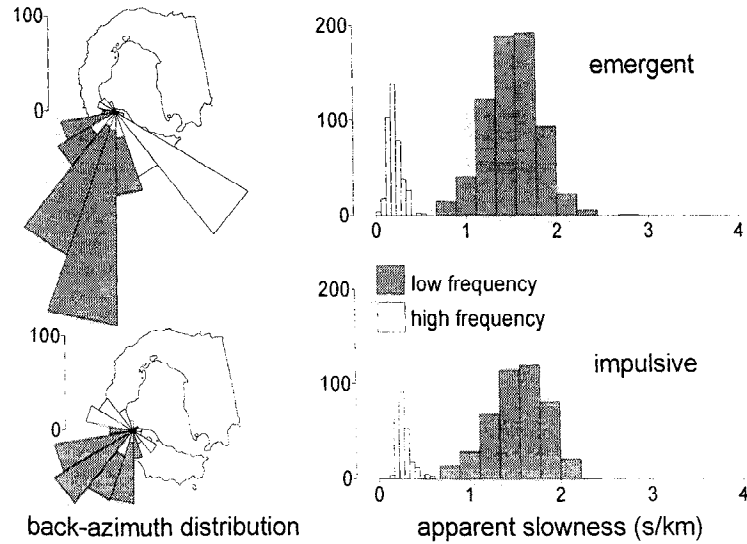 100
0
200
100
0
0 1 2 3 4
emergent
low frequency
high frequency
100
0
200
100
0
0 1 2 3 4
impulsive
back-azimuth distribution
apparent slowness (s/km)